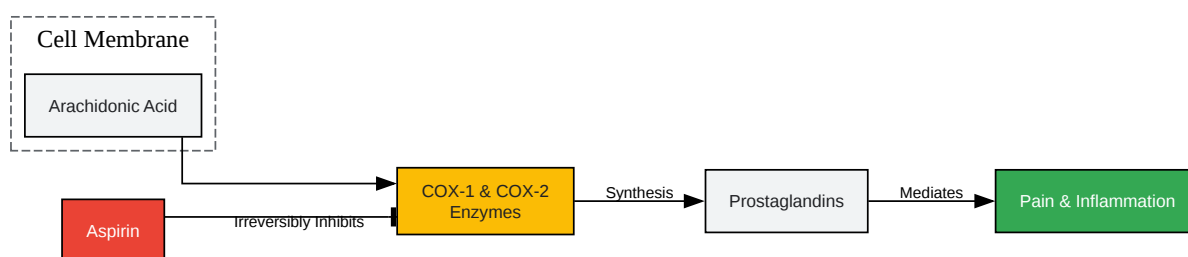 Cell Membrane
Arachidonic Acid
COX-1 & COX-2
Enzymes
Synthesis
Prostaglandins
Mediates
Pain & Inflammation
Irreversibly Inhibits
Aspirin